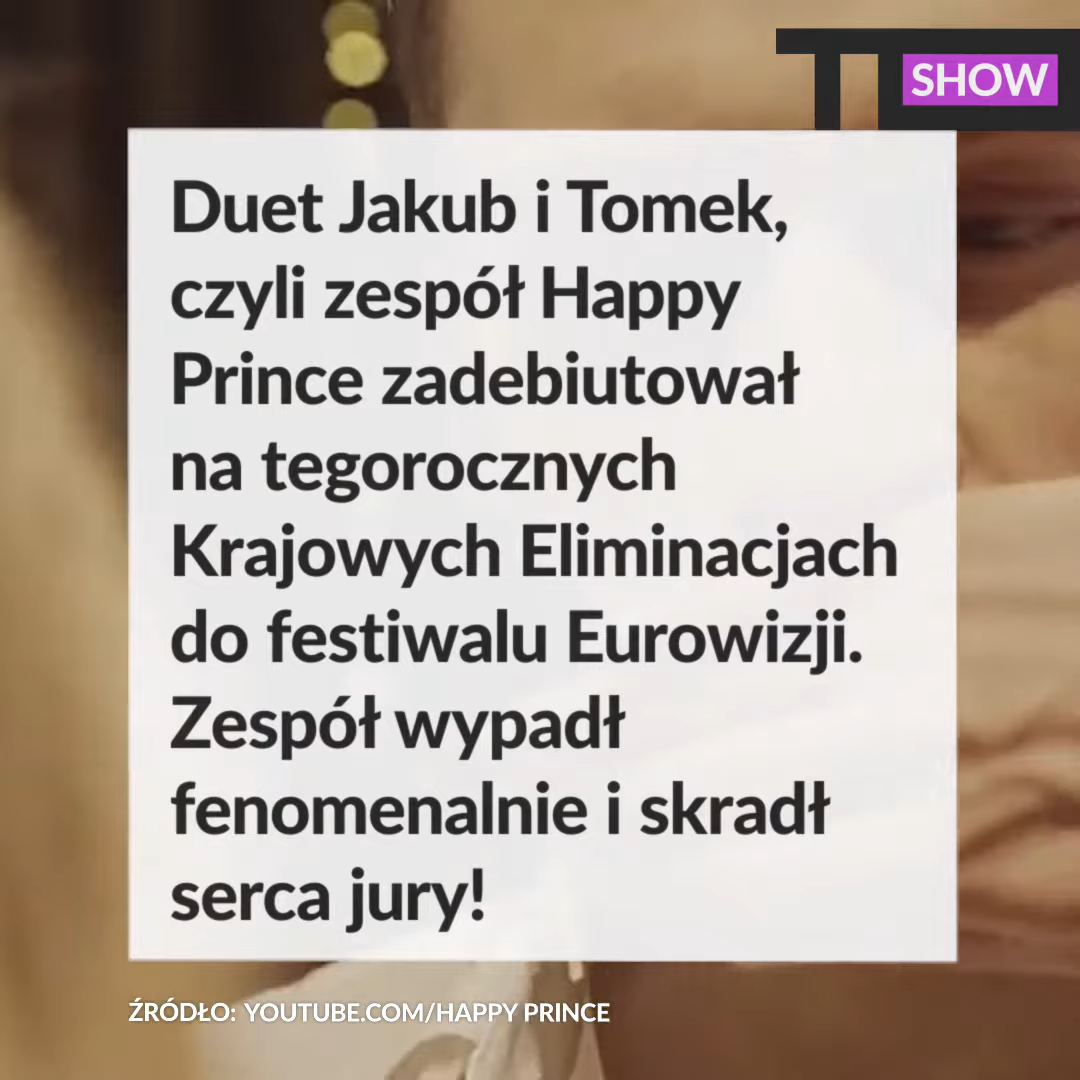 SHOW
Duet Jakub i Tomek,
czyli zespół Happy
Prince zadebiutował
na tegorocznych
Krajowych Eliminacjach
do festiwalu Eurowizji.
Zespół wypadł
fenomenalnie i skradł
serca jury!
ŹRÓDŁO: YOUTUBE.COM/HAPPY PRINCE